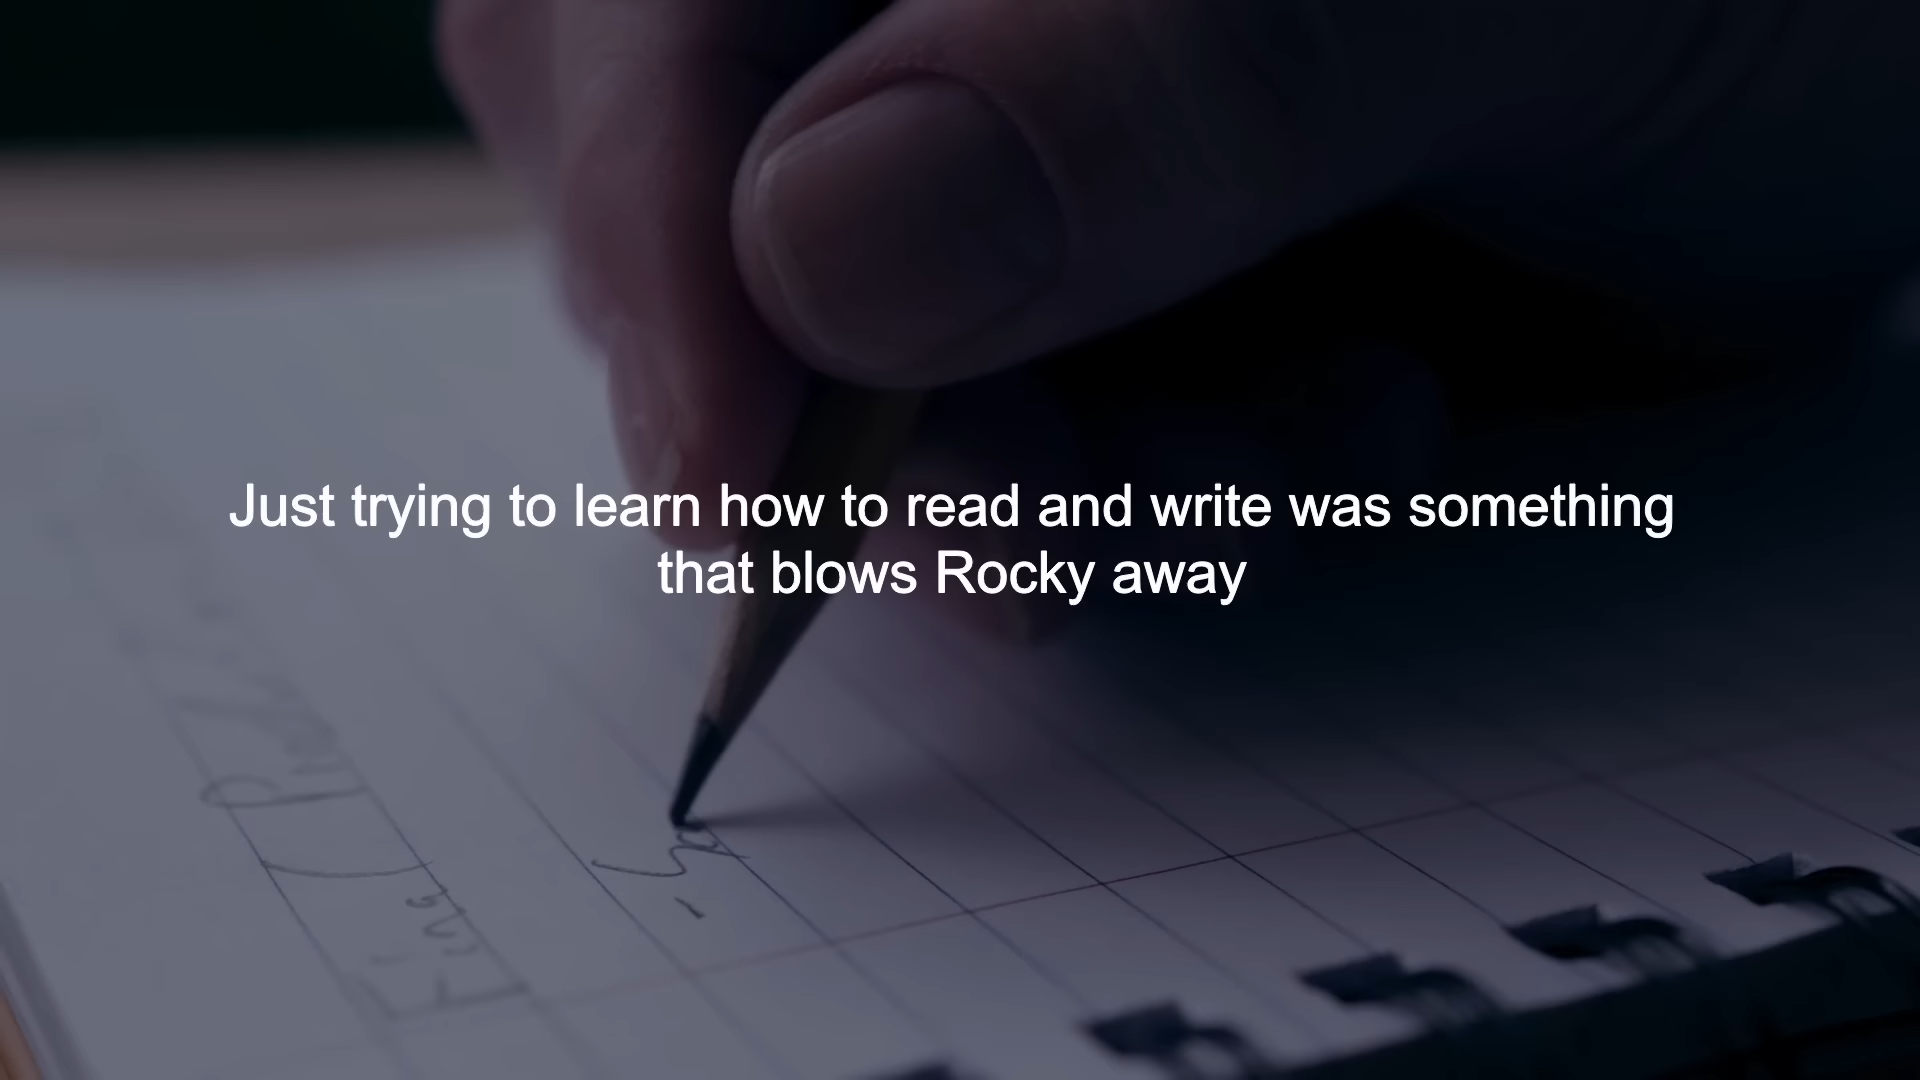 Just trying to learn how to read and write was something
that blows Rocky away